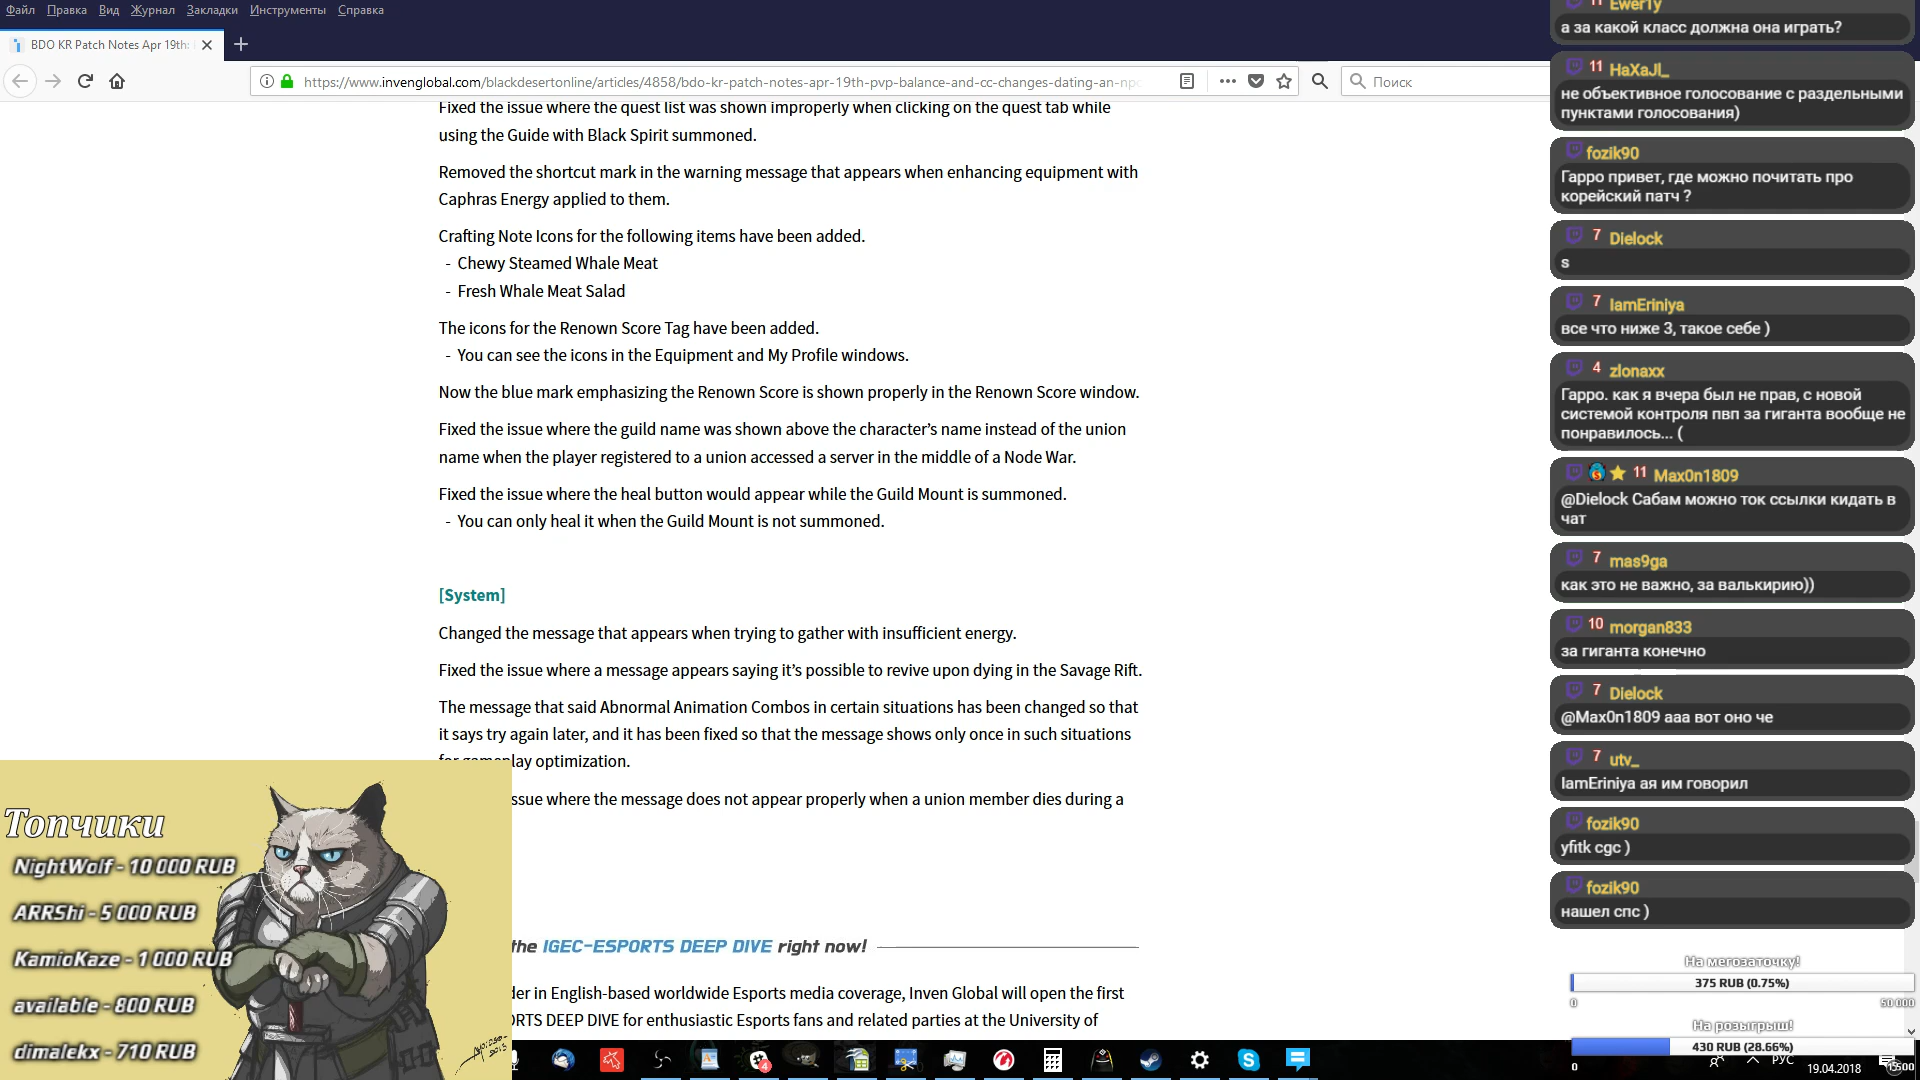 Файл Правка Вид Журнал Закладки Инструменты Справка
BDO KR Patch Notes Apr 19th:
https://www.invenglobal.com/blackdesertonline/articles/4858/bdo-kr-patch-notes-apr-19th-pvp-balance-and-cc-changes-dating-an-npc
Поиск
Fixed the issue where the quest list was shown improperly when clicking on the quest tab while
using the Guide with Black Spirit summoned.
Removed the shortcut mark in the warning message that appears when enhancing equipment with
Caphras Energy applied to them.
Crafting Note Icons for the following items have been added.
- Chewy Steamed Whale Meat
- Fresh Whale Meat Salad
The icons for the Renown Score Tag have been added.
- You can see the icons in the Equipment and My Profile windows.
Now the blue mark emphasizing the Renown Score is shown properly in the Renown Score window.
Fixed the issue where the guild name was shown above the character’s name instead of the union
name when the player registered to a union accessed a server in the middle of a Node War.
Fixed the issue where the heal button would appear while the Guild Mount is summoned.
- You can only heal it when the Guild Mount is not summoned.
[System]
Changed the message that appears when trying to gather with insufficient energy.
Fixed the issue where a message appears saying it’s possible to revive upon dying in the Savage Rift.
The message that said Abnormal Animation Combos in certain situations has been changed so that
it says try again later, and it has been fixed so that the message shows only once in such situations
for gameplay optimization.
ssue where the message does not appear properly when a union member dies during a
the IGEC-ESPORTS DEEP DIVE right now!
der in English-based worldwide Esports media coverage, Inven Global will open the first
ORTS DEEP DIVE for enthusiastic Esports fans and related parties at the University of
Топчики
NightWolf - 10 000 RUB
ARRShi - 5 000 RUB
KamioKaze - 1 000 RUB
available - 800 RUB
dimalekx - 710 RUB
11 Ewer1y
а за какой класс должна она играть?
11 HaXaJl_
не объективное голосование с раздельными
пунктами голосования)
fozik90
Гарро привет, где можно почитать про
корейский патч ?
7 Dielock
s
7 IamEriniya
все что ниже 3, такое себе )
4 zlonaxx
Гарро. как я вчера был не прав, с новой
системой контроля пвп за гиганта вообще не
понравилось... (
11 Max0n1809
@Dielock Сабам можно ток ссылки кидать в
чат
7 mas9ga
как это не важно, за валькирию))
10 morgan833
за гиганта конечно
7 Dielock
@Max0n1809 ааа вот оно че
7 utv_
IamEriniya ая им говорил
fozik90
yfitk cgc )
fozik90
нашел спс )
На мегозаточку!
375 RUB (0.75%)
0 50 000
На розыгрыш!
430 RUB (28.66%)
0 1500
4
РУС
19.04.2018